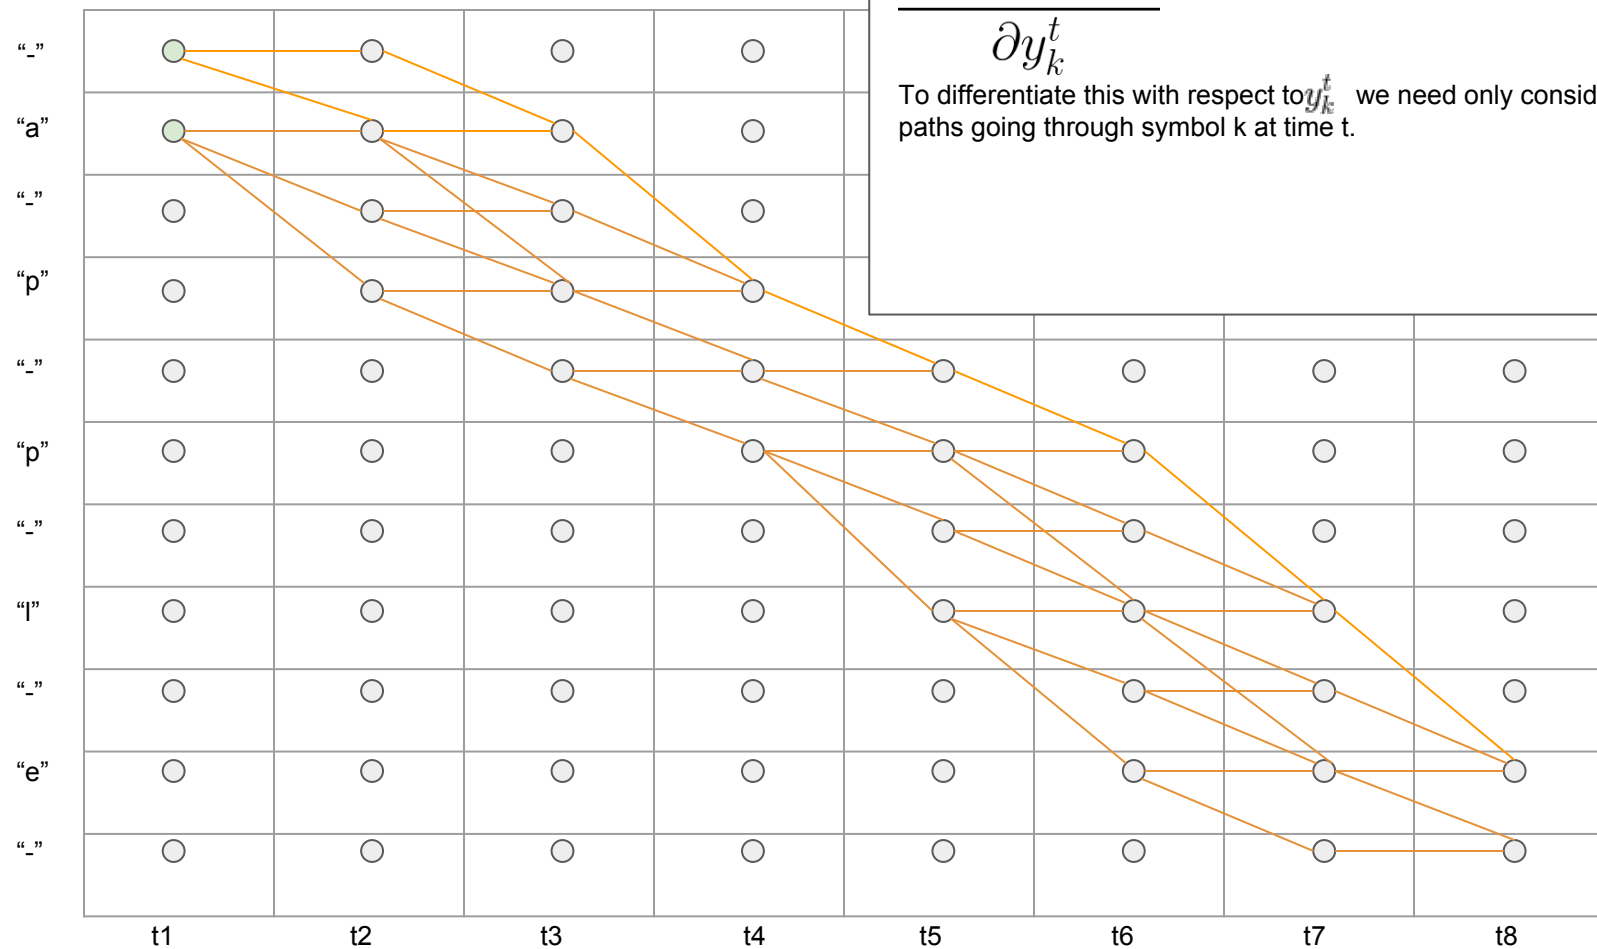 “-”
“a”
“-”
“p”
“-”
“p”
“-”
“l”
“-”
“e”
“-”
∂y_k^t
To differentiate this with respect to y_k^t we need only consid
paths going through symbol k at time t.
t1 t2 t3 t4 t5 t6 t7 t8